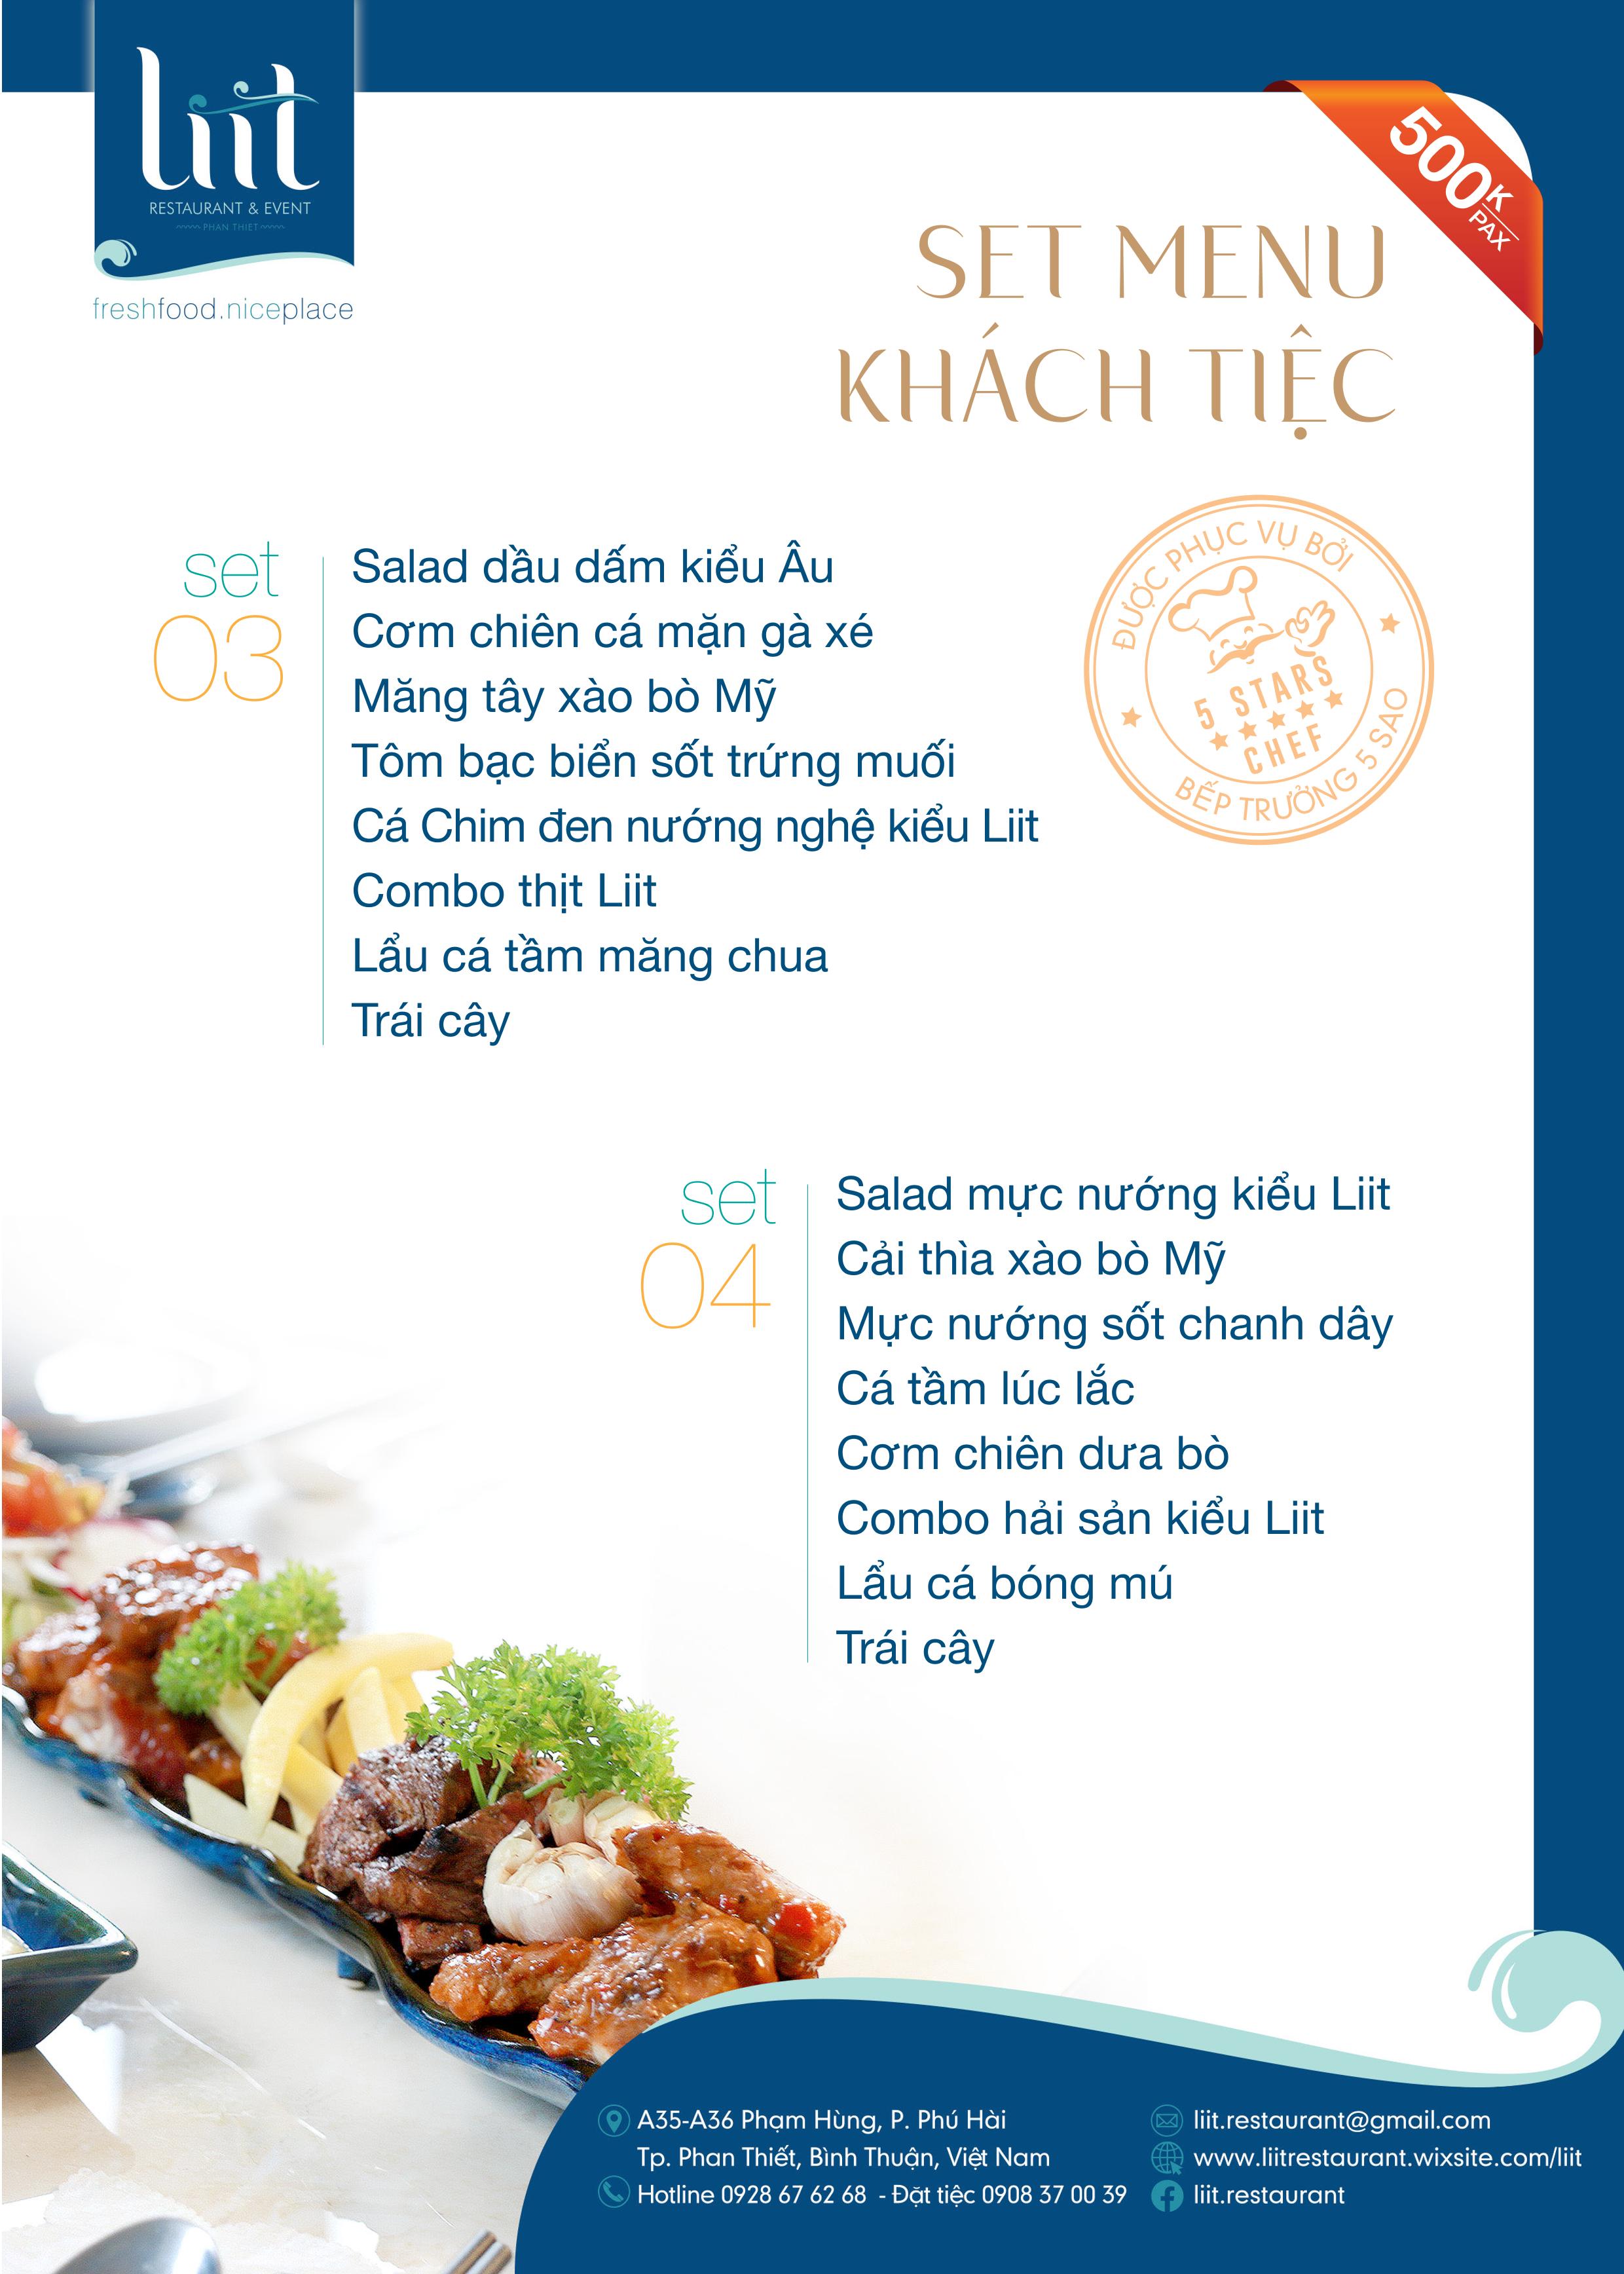 Liit
RESTAURANT & EVENT
PHAN THIET
freshfood.niceplace
500K/PAX
SET MENU
KHÁCH TIỆC
ĐƯỢC PHỤC VỤ BỞI
5 STARS
CHEF
BẾP TRƯỞNG 5 SAO
set
03
Salad dầu dấm kiểu Âu
Cơm chiên cá mặn gà xé
Măng tây xào bò Mỹ
Tôm bạc biển sốt trứng muối
Cá Chim đen nướng nghệ kiểu Liit
Combo thịt Liit
Lẩu cá tầm măng chua
Trái cây
set
04
Salad mực nướng kiểu Liit
Cải thìa xào bò Mỹ
Mực nướng sốt chanh dây
Cá tầm lúc lắc
Cơm chiên dưa bò
Combo hải sản kiểu Liit
Lẩu cá bóng mú
Trái cây
A35-A36 Phạm Hùng, P. Phú Hài
Tp. Phan Thiết, Bình Thuận, Việt Nam
Hotline 0928 67 62 68 - Đặt tiệc 0908 37 00 39
liit.restaurant@gmail.com
www.liitrestaurant.wixsite.com/liit
liit.restaurant